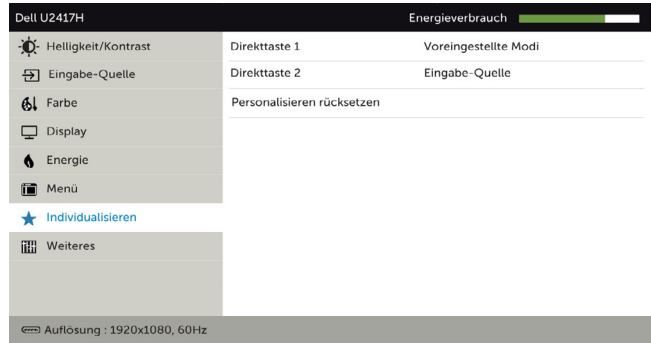 Dell U2417H
Energieverbrauch
Helligkeit/Kontrast
Direkttaste 1
Voreingestellte Modi
Eingabe-Quelle
Direkttaste 2
Eingabe-Quelle
Farbe
Personalisieren rücksetzen
Display
Energie
Menü
Individualisieren
Weiteres
Auflösung : 1920x1080, 60Hz